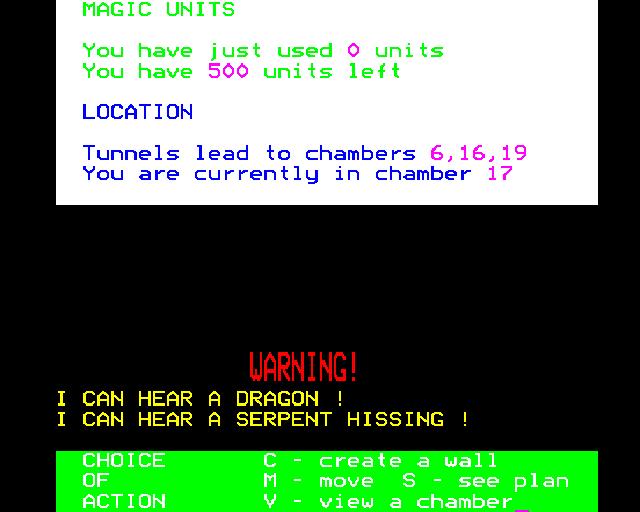 MAGIC UNITS
You have just used 0 units
You have 500 units left
LOCATION
Tunnels lead to chambers 6,16,19
You are currently in chamber 17
WARNING!
I CAN HEAR A DRAGON !
I CAN HEAR A SERPENT HISSING !
CHOICE C - create a wall
OF M - move S - see plan
ACTION V - view a chamber_